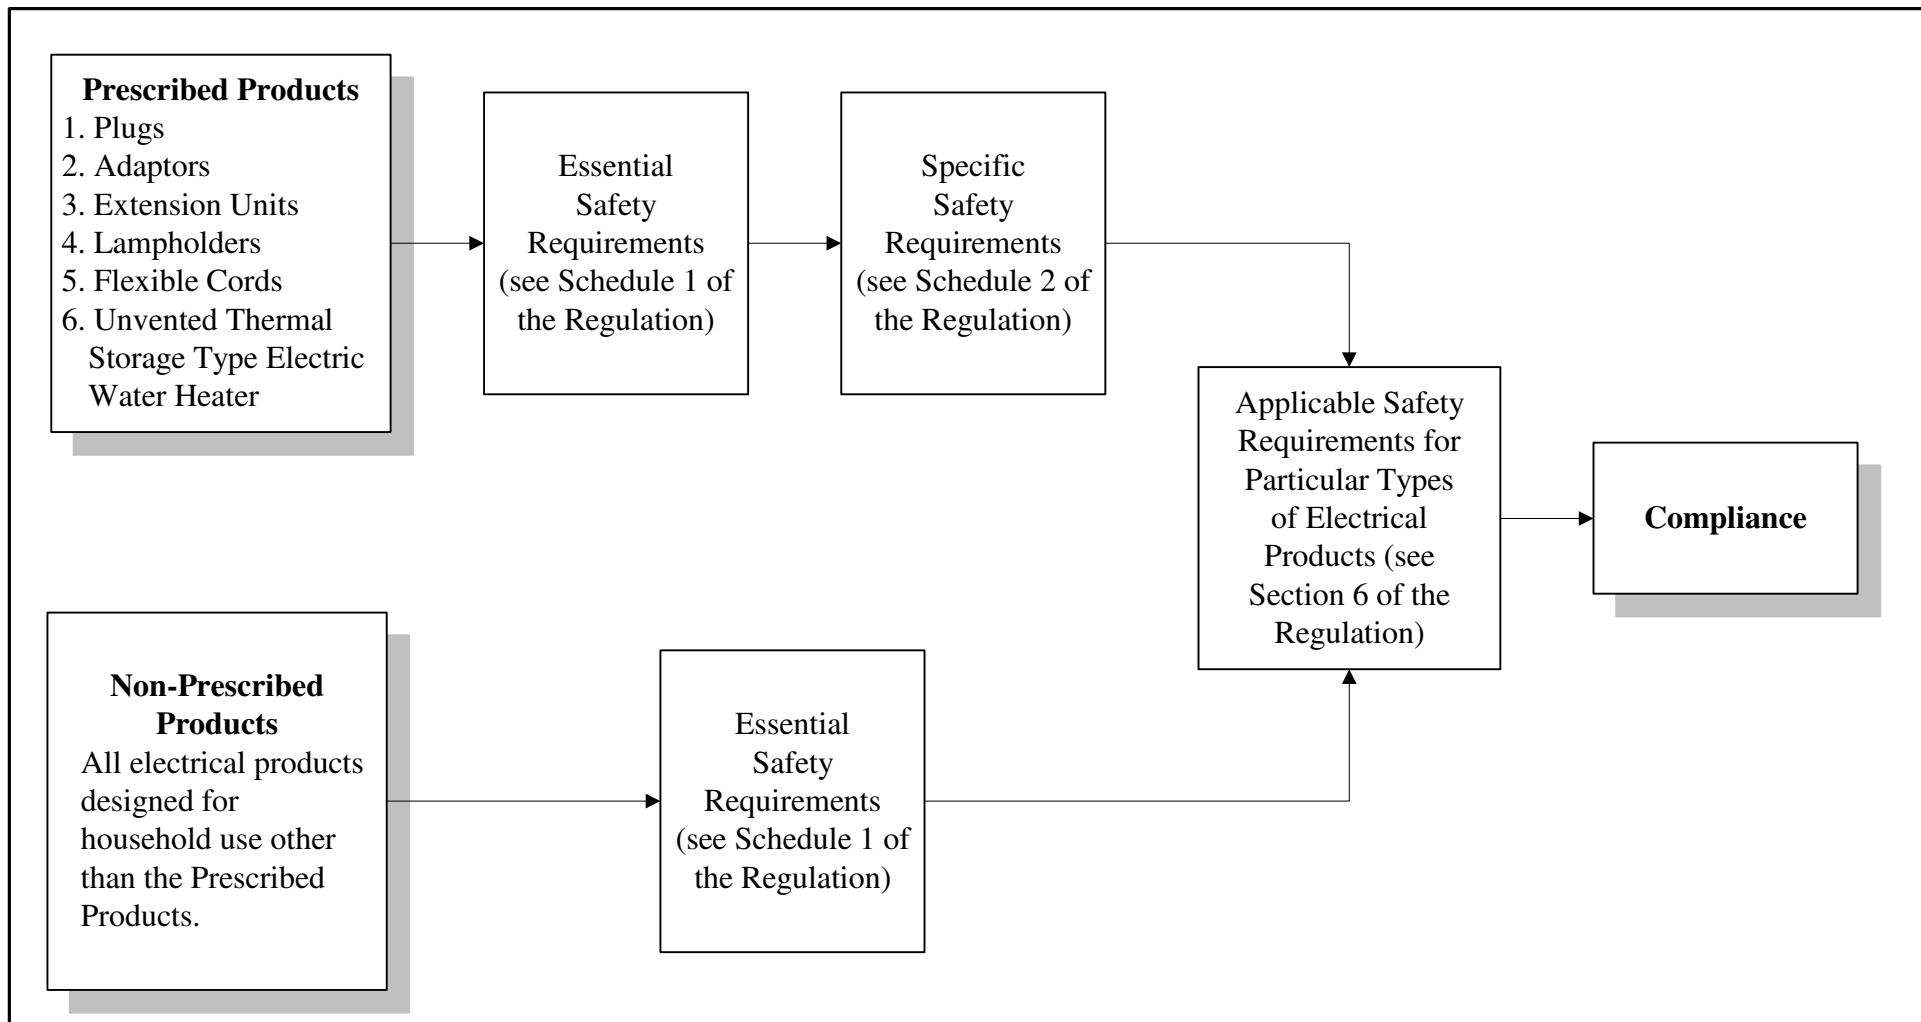 Prescribed Products
1. Plugs
2. Adaptors
3. Extension Units
4. Lampholders
5. Flexible Cords
6. Unvented Thermal
Storage Type Electric
Water Heater
Essential
Safety
Requirements
(see Schedule 1 of
the Regulation)
Specific
Safety
Requirements
(see Schedule 2 of
the Regulation)
Applicable Safety
Requirements for
Particular Types
of Electrical
Products (see
Section 6 of the
Regulation)
Compliance
Non-Prescribed
Products
All electrical products
designed for
household use other
than the Prescribed
Products.
Essential
Safety
Requirements
(see Schedule 1 of
the Regulation)